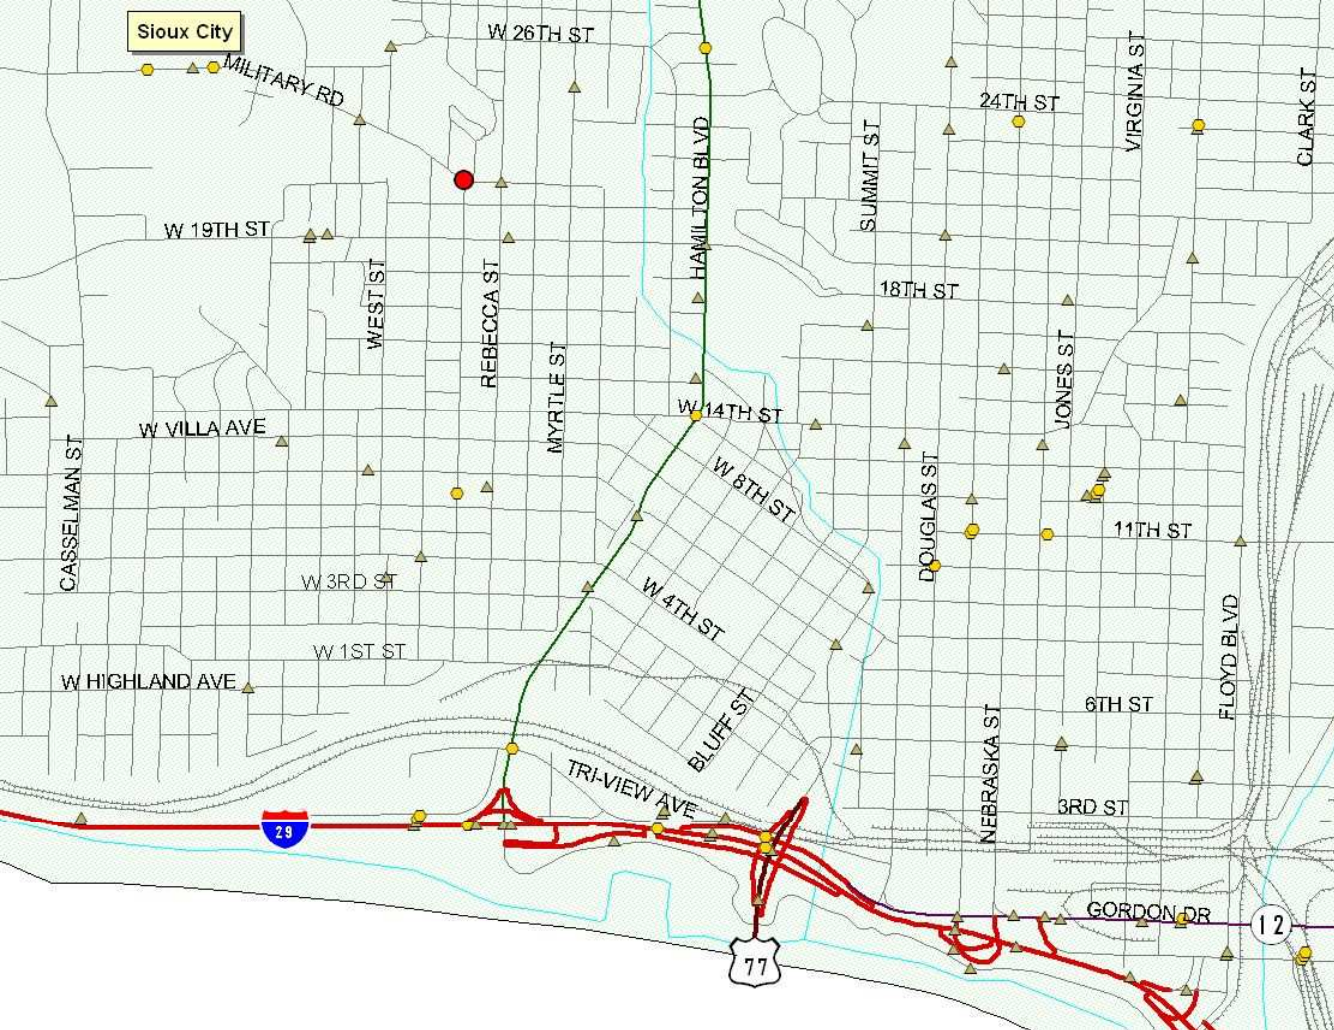 Sioux City
W 26TH ST
MILITARY RD
24TH ST
VIRGINIA ST
CLARK ST
HAMILTON BLVD
SUMMIT ST
W 19TH ST
WEST ST
REBECCA ST
18TH ST
MYRTLE ST
JONES ST
W 14TH ST
W VILLA AVE
CASSELMAN ST
W 8TH ST
DOUGLAS ST
11TH ST
W 3RD ST
W 4TH ST
FLOYD BLVD
W 1ST ST
W HIGHLAND AVE
BLUFF ST
6TH ST
NEBRASKA ST
TRI-VIEW AVE
3RD ST
29
GORDON DR
12
77